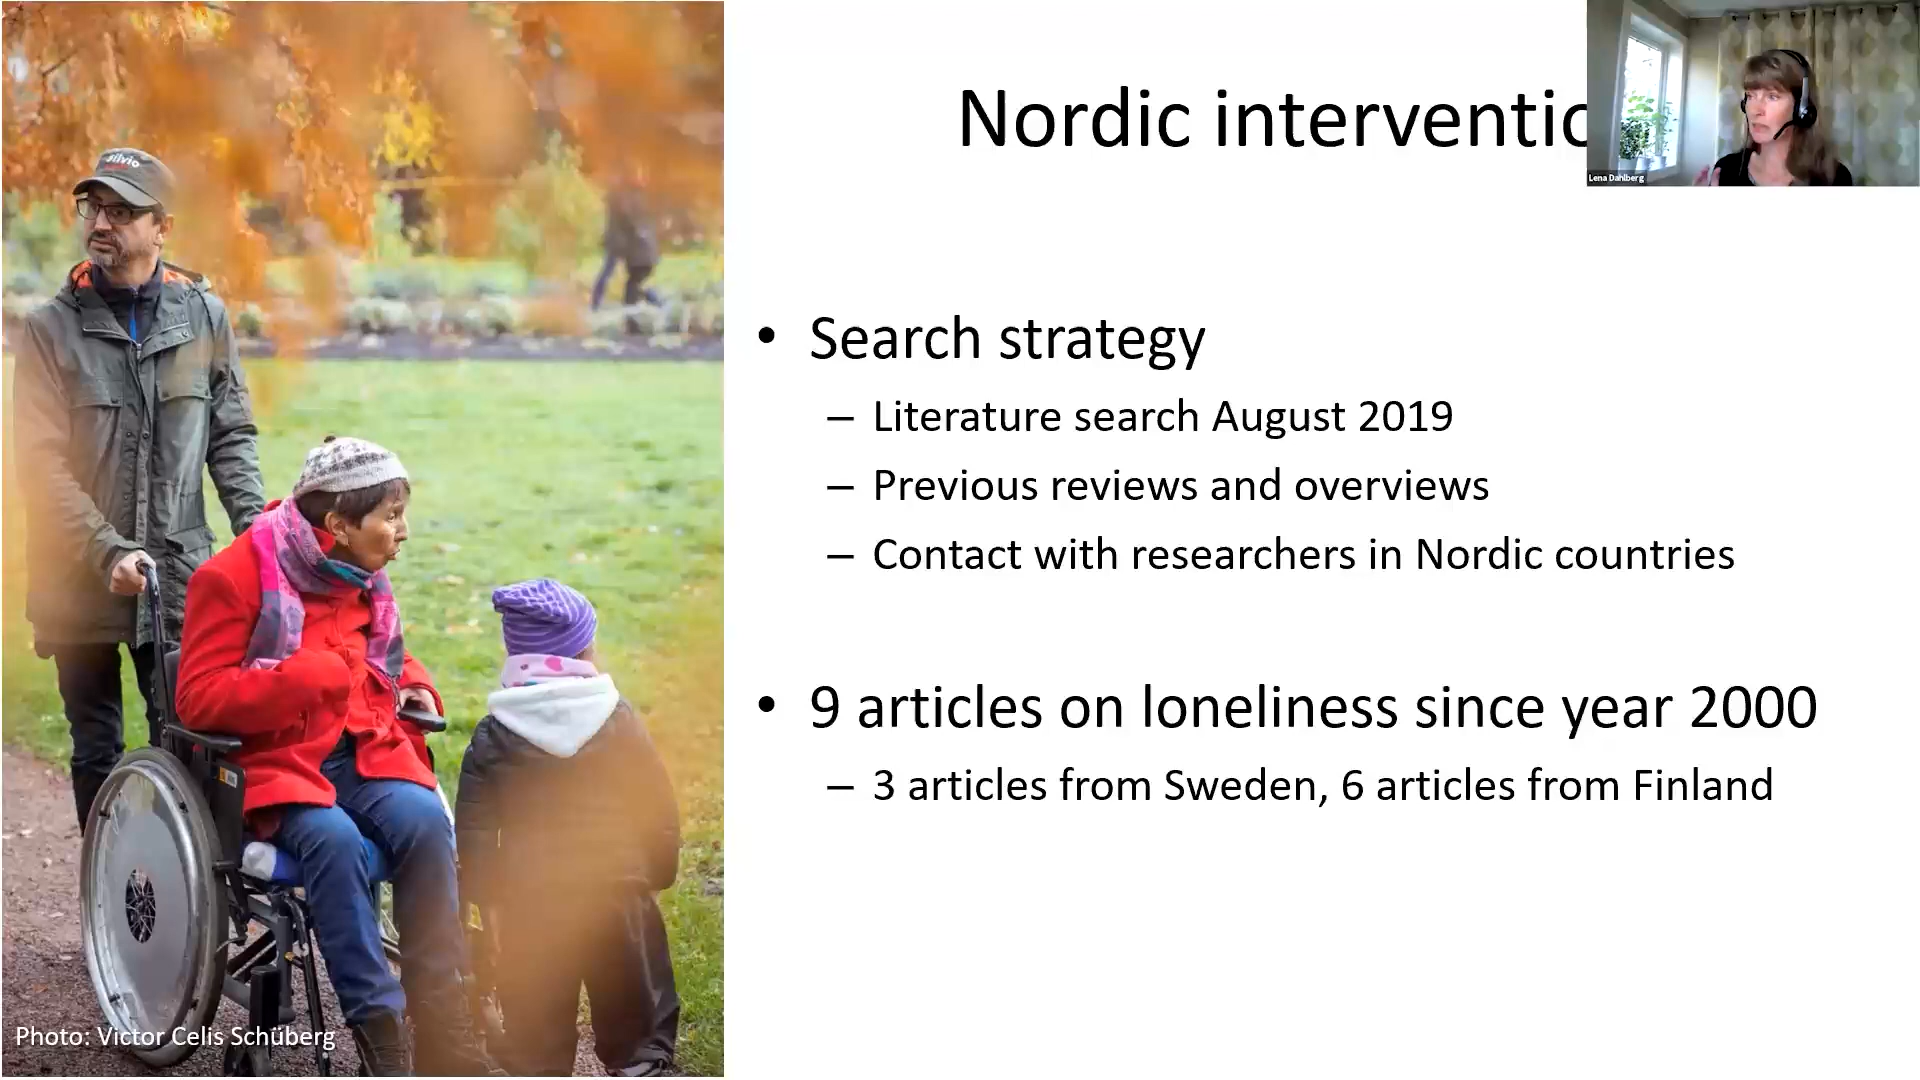 silvio
Nordic interventio
Lena Dahlberg
• Search strategy
– Literature search August 2019
– Previous reviews and overviews
– Contact with researchers in Nordic countries
• 9 articles on loneliness since year 2000
– 3 articles from Sweden, 6 articles from Finland
Photo: Victor Celis Schüberg